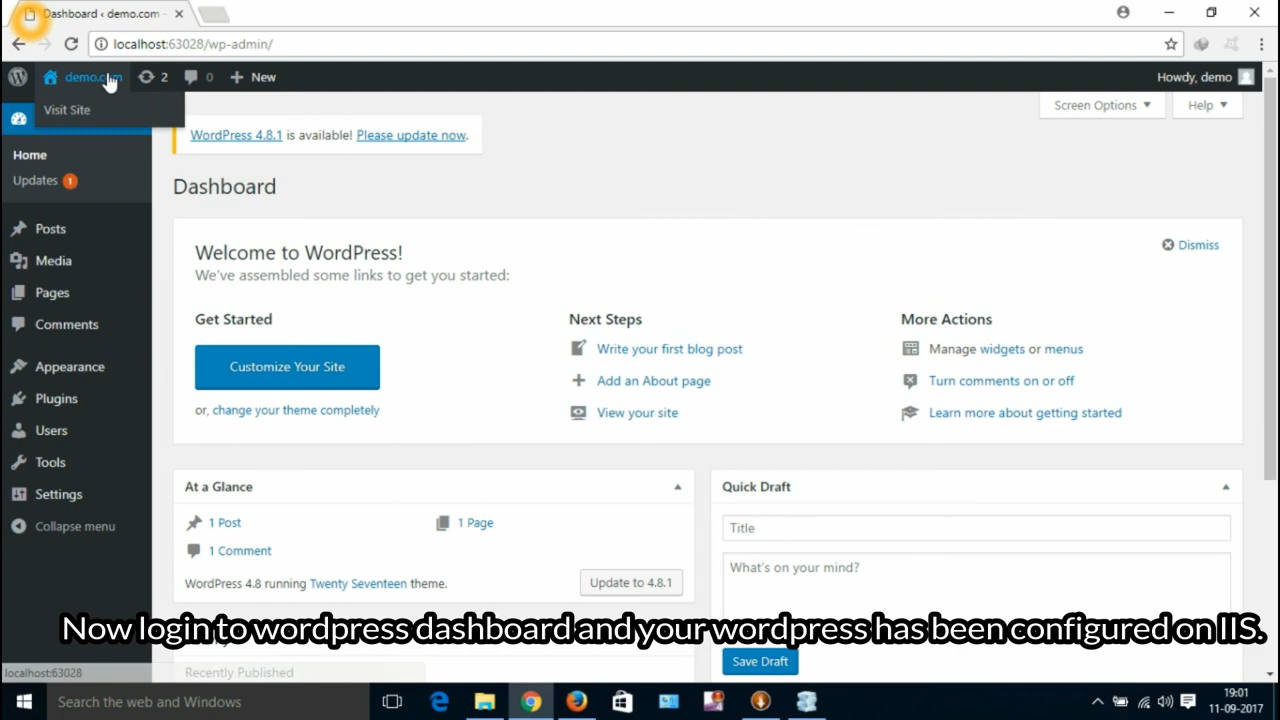 Dashboard ‹ demo.com -
localhost:63028/wp-admin/
demo.com 2 0 New Howdy, demo
Visit Site
Screen Options Help
WordPress 4.8.1 is available! Please update now.
Home
Updates 1
Posts
Media
Pages
Comments
Appearance
Plugins
Users
Tools
Settings
Collapse menu
Dashboard
Welcome to WordPress!
We've assembled some links to get you started:
Dismiss
Get Started
Customize Your Site
or, change your theme completely
Next Steps
Write your first blog post
Add an About page
View your site
More Actions
Manage widgets or menus
Turn comments on or off
Learn more about getting started
At a Glance
1 Post 1 Page
1 Comment
WordPress 4.8 running Twenty Seventeen theme. Update to 4.8.1
Quick Draft
Title
What's on your mind?
Save Draft
Now login to wordpress dashboard and your wordpress has been configured on IIS.
Recently Published
localhost:63028
Search the web and Windows
19:01
11-09-2017